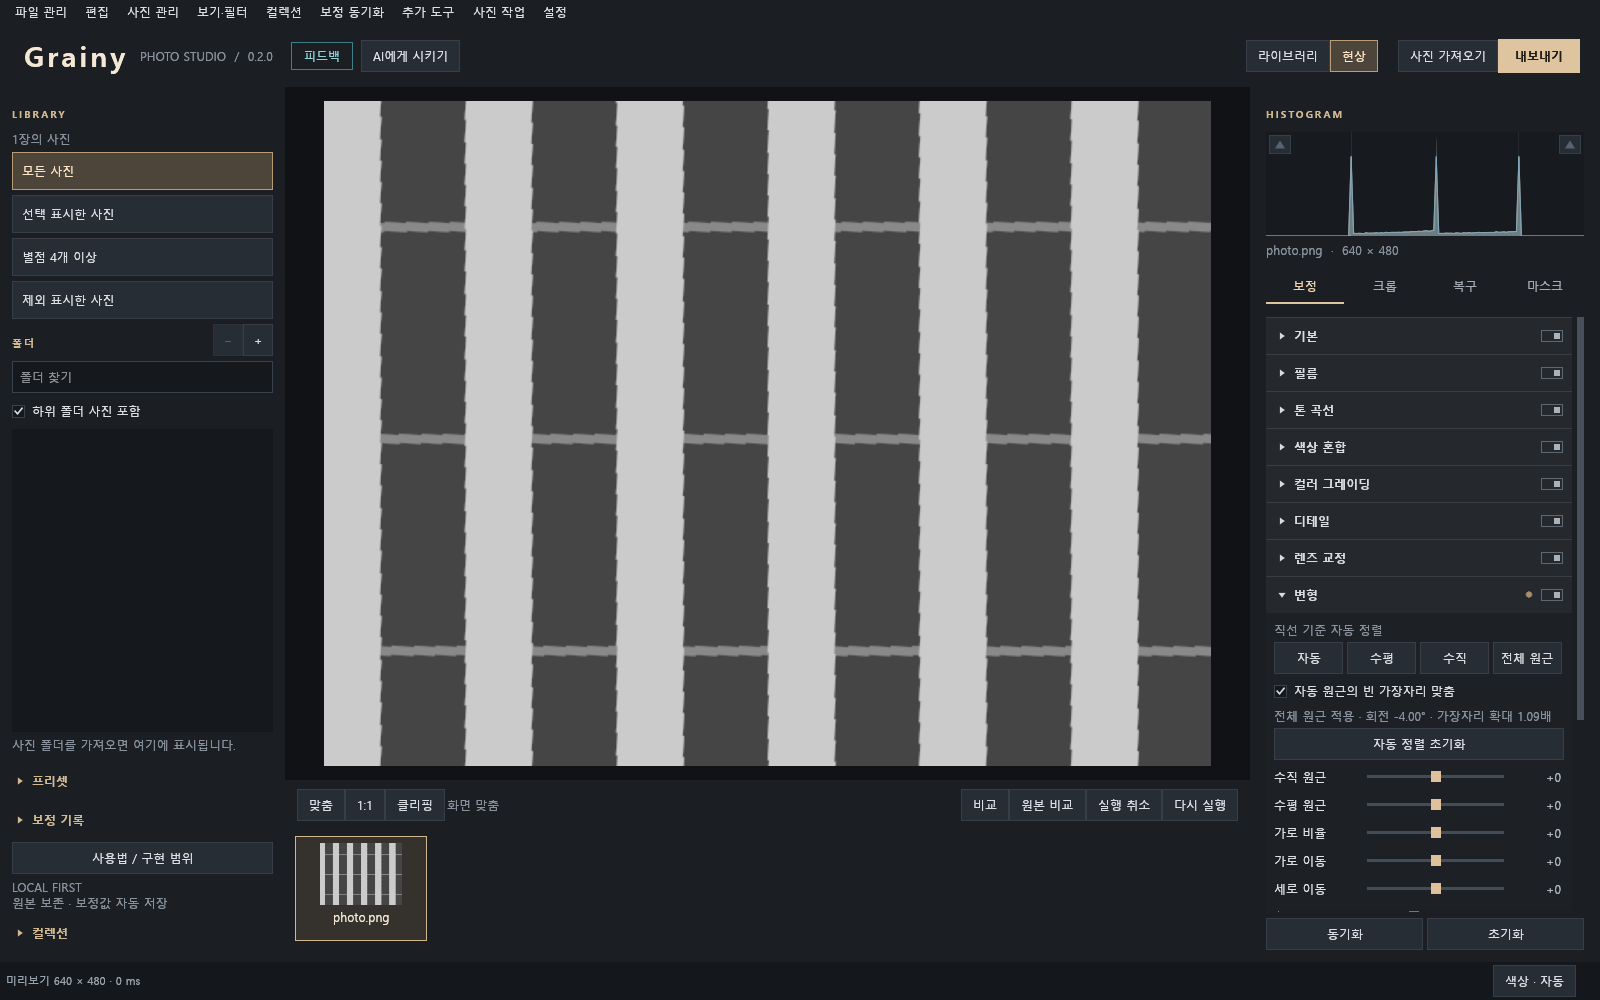 파일 관리 편집 사진 관리 보기·필터 컬렉션 보정 동기화 추가 도구 사진 작업 설정
Grainy PHOTO STUDIO / 0.2.0 피드백 AI에게 시키기 라이브러리 현상 사진 가져오기 내보내기
LIBRARY
1장의 사진
모든 사진
선택 표시한 사진
별점 4개 이상
제외 표시한 사진
폴더 − +
폴더 찾기
하위 폴더 사진 포함
사진 폴더를 가져오면 여기에 표시됩니다.
프리셋
보정 기록
사용법 / 구현 범위
LOCAL FIRST
원본 보존 · 보정값 자동 저장
컬렉션
맞춤 1:1 클리핑 화면 맞춤 비교 원본 비교 실행 취소 다시 실행
photo.png
HISTOGRAM
photo.png · 640 × 480
보정 크롭 복구 마스크
기본
필름
톤 곡선
색상 혼합
컬러 그레이딩
디테일
렌즈 교정
변형
직선 기준 자동 정렬
자동 수평 수직 전체 원근
자동 원근의 빈 가장자리 맞춤
전체 원근 적용 · 회전 -4.00° · 가장자리 확대 1.09배
자동 정렬 초기화
수직 원근 +0
수평 원근 +0
가로 비율 +0
가로 이동 +0
세로 이동 +0
동기화 초기화
미리보기 640 × 480 · 0 ms 색상 · 자동